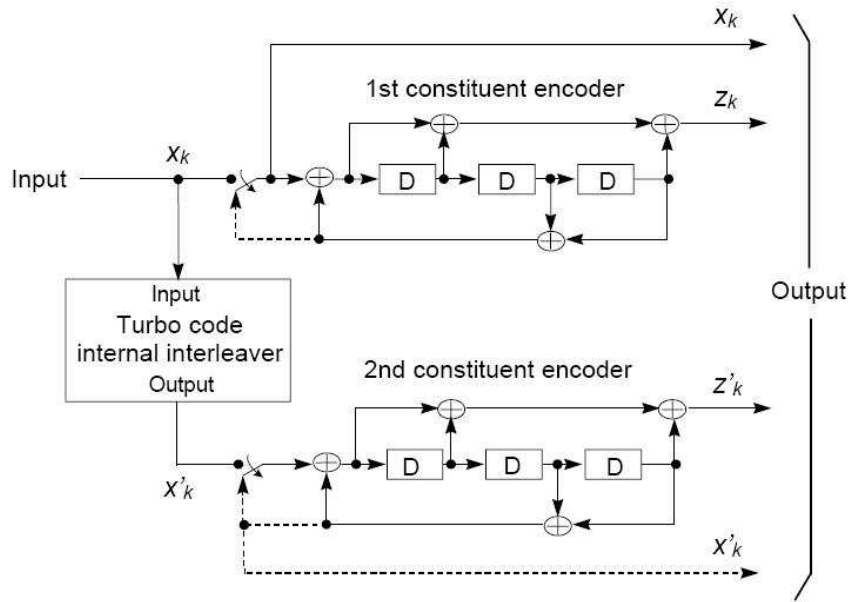 x_k
1st constituent encoder
z_k
x_k
Input
D D D
Output
Input
Turbo code
internal interleaver
Output
2nd constituent encoder
z'_k
D D D
x'_k
x'_k